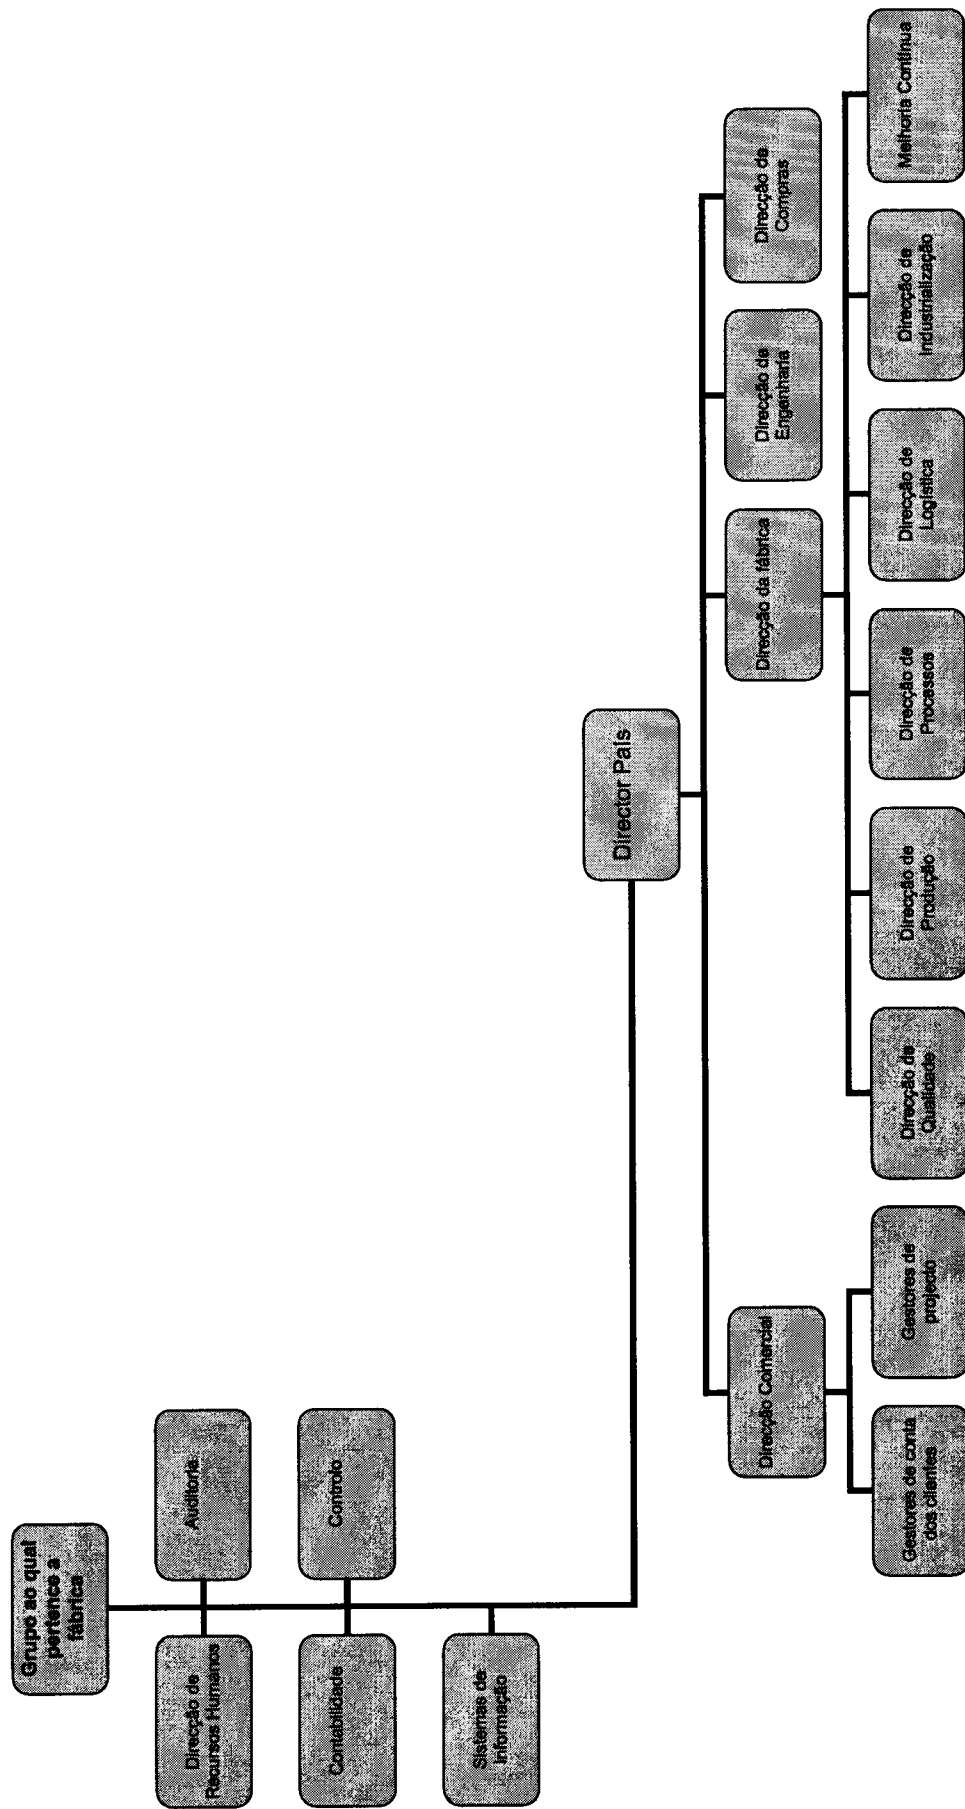 Grupo ao qual
pertence a
fábrica
Direcção de
Recursos Humanos
Auditoria
Contabilidade
Controlo
Sistemas de
Informação
Director País
Direcção Comercial
Direcção da fábrica
Direcção de
Engenharia
Direcção de
Compras
Gestores de conta
dos clientes
Gestores de
projecto
Direcção de
Qualidade
Direcção de
Produção
Direcção de
Processos
Direcção de
Logística
Direcção de
Industrialização
Melhoria Contínua